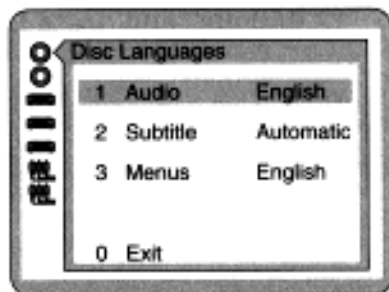 Disc Languages
1 Audio English
2 Subtitle Automatic
3 Menus English
0 Exit